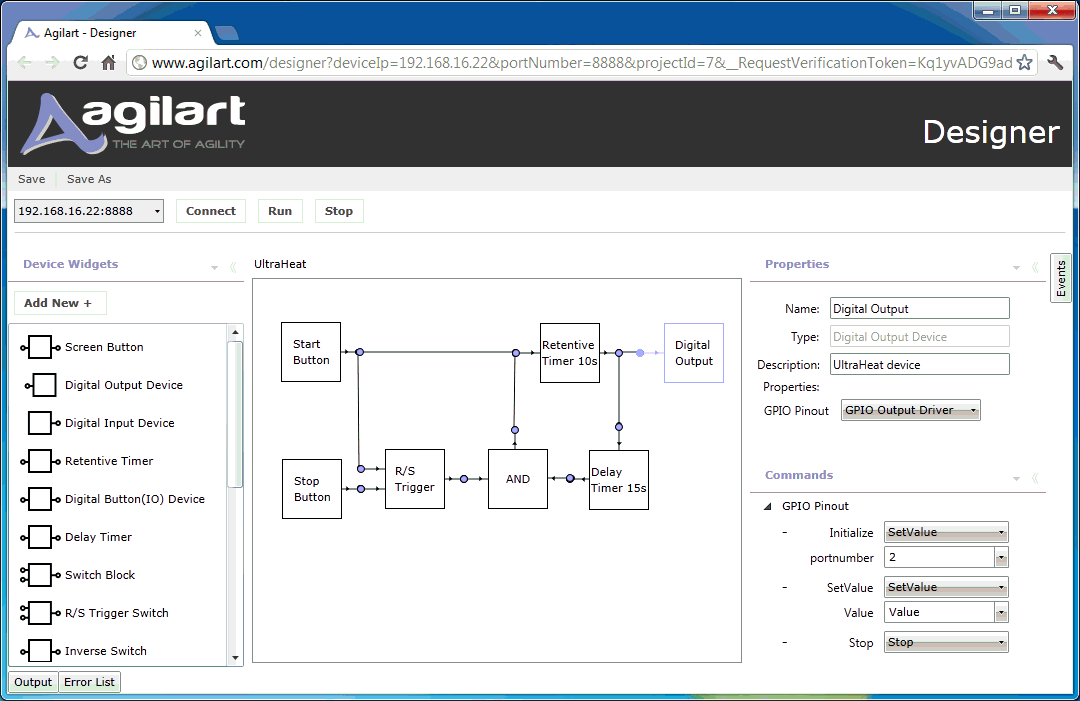 Agilart - Designer
www.agilart.com/designer?deviceIp=192.168.16.22&portNumber=8888&projectId=7&__RequestVerificationToken=Kq1yvADG9ad
agilart
THE ART OF AGILITY
Designer
Save
Save As
192.168.16.22:8888
Connect
Run
Stop
Device Widgets
Add New +
Screen Button
Digital Output Device
Digital Input Device
Retentive Timer
Digital Button(IO) Device
Delay Timer
Switch Block
R/S Trigger Switch
Inverse Switch
UltraHeat
Start
Button
Retentive
Timer 10s
Digital
Output
Stop
Button
R/S
Trigger
AND
Delay
Timer 15s
Properties
Events
Name:
Digital Output
Type:
Digital Output Device
Description:
UltraHeat device
Properties:
GPIO Pinout
GPIO Output Driver
Commands
GPIO Pinout
- Initialize
SetValue
portnumber
2
- SetValue
SetValue
Value
Value
- Stop
Stop
Output
Error List